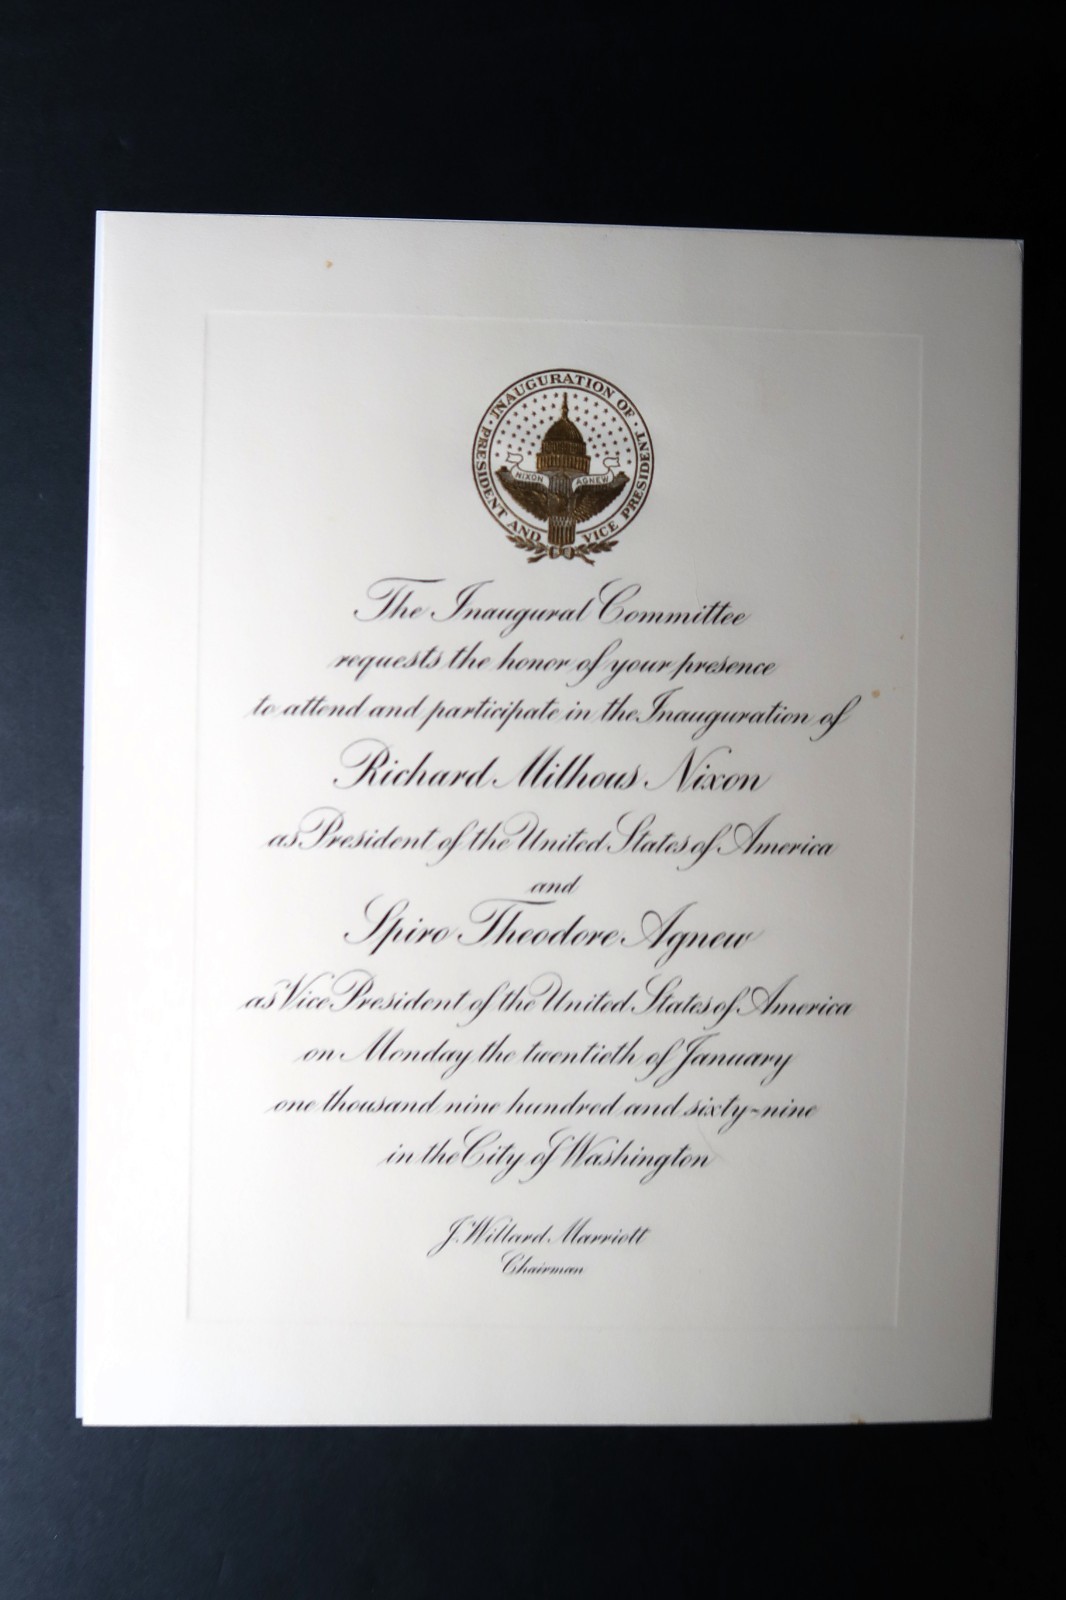 INAUGURATION OF
PRESIDENT AND VICE PRESIDENT
NIXON AGNEW
The Inaugural Committee
requests the honor of your presence
to attend and participate in the Inauguration of
Richard Milhous Nixon
as President of the United States of America
and
Spiro Theodore Agnew
as Vice President of the United States of America
on Monday the twentieth of January
one thousand nine hundred and sixty-nine
in the City of Washington
J. Willard Marriott
Chairman